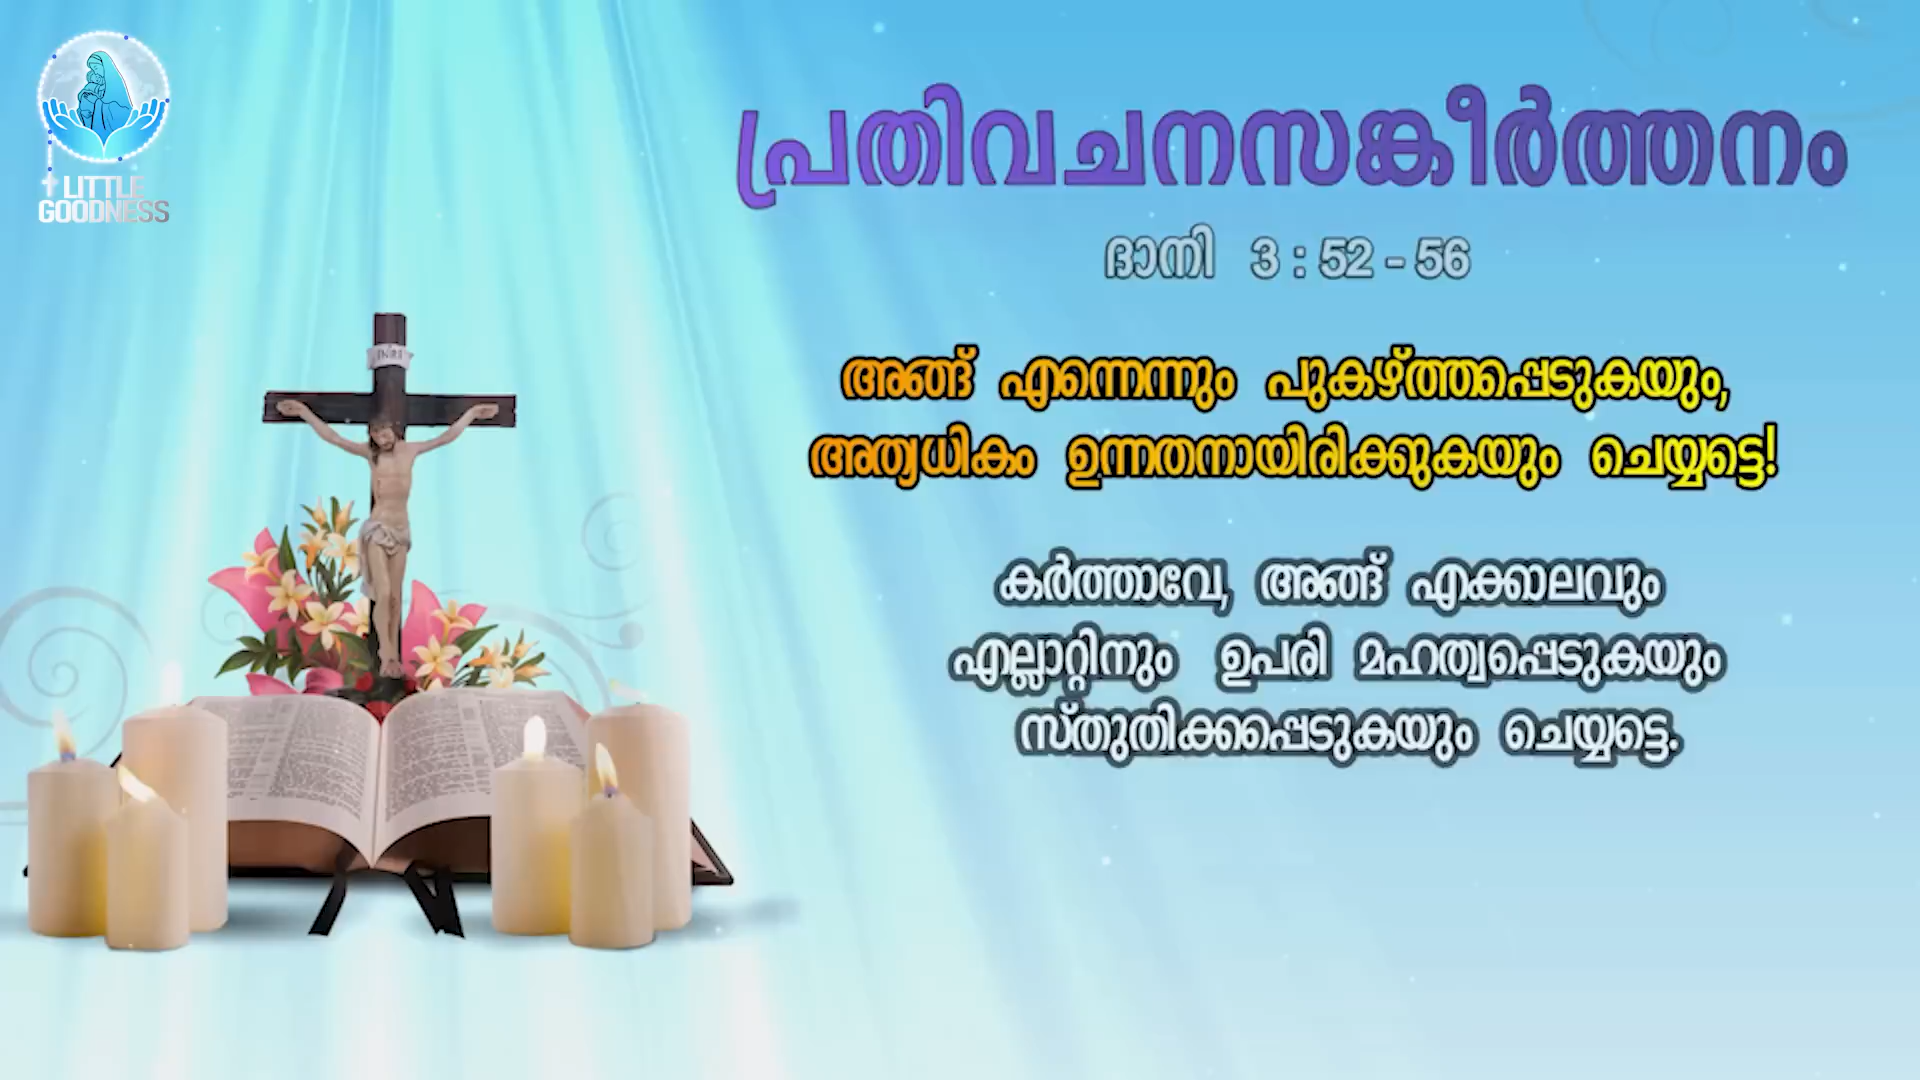 LITTLE
GOODNESS
പ്രതിവചനസങ്കീർത്തനം
ദാനി 3 : 52 - 56
INRI
അങ്ങ് എന്നെന്നും പുകഴ്ത്തപ്പെടുകയും,
അത്യധികം ഉന്നതനായിരിക്കുകയും ചെയ്യട്ടെ!
കർത്താവേ, അങ്ങ് എക്കാലവും
എല്ലാറ്റിനും ഉപരി മഹത്വപ്പെടുകയും
സ്തുതിക്കപ്പെടുകയും ചെയ്യട്ടെ.